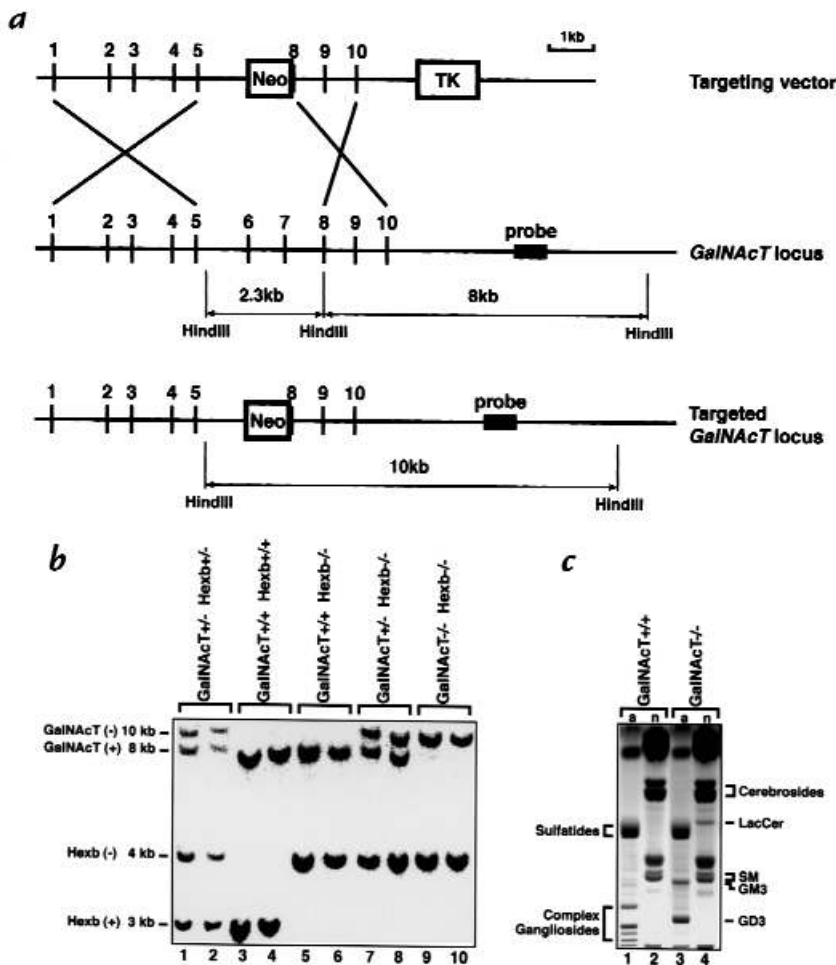 a
1kb
1 2 3 4 5 Neo 8 9 10 TK Targeting vector
1 2 3 4 5 6 7 8 9 10 probe GalNAcT locus
2.3kb 8kb
HindIII HindIII HindIII
1 2 3 4 5 Neo 8 9 10 probe Targeted
GalNAcT locus
10kb
HindIII HindIII
b
GalNAcT+/- Hexb+/-
GalNAcT+/+ Hexb+/+
GalNAcT+/+ Hexb-/-
GalNAcT+/- Hexb-/-
GalNAcT-/- Hexb-/-
GalNAcT (-) 10 kb
GalNAcT (+) 8 kb
Hexb (-) 4 kb
Hexb (+) 3 kb
1 2 3 4 5 6 7 8 9 10
c
GalNAcT+/+
GalNAcT-/-
a n a n
Cerebrosides
LacCer
Sulfatides
SM
GM3
Complex
Gangliosides
GD3
1 2 3 4